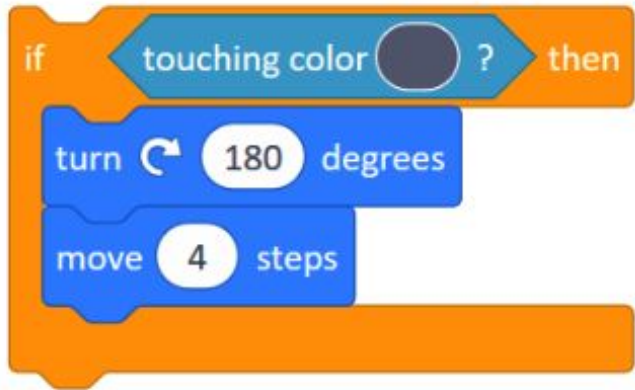 if touching color ? then
turn 180 degrees
move 4 steps